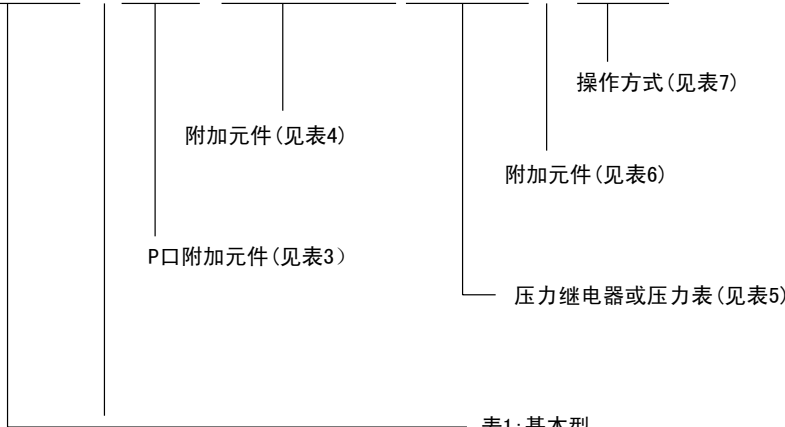 操作方式(见表7)
附加元件(见表4)
附加元件(见表6)
P口附加元件(见表3）
压力继电器或压力表(见表5)
表1:基本型